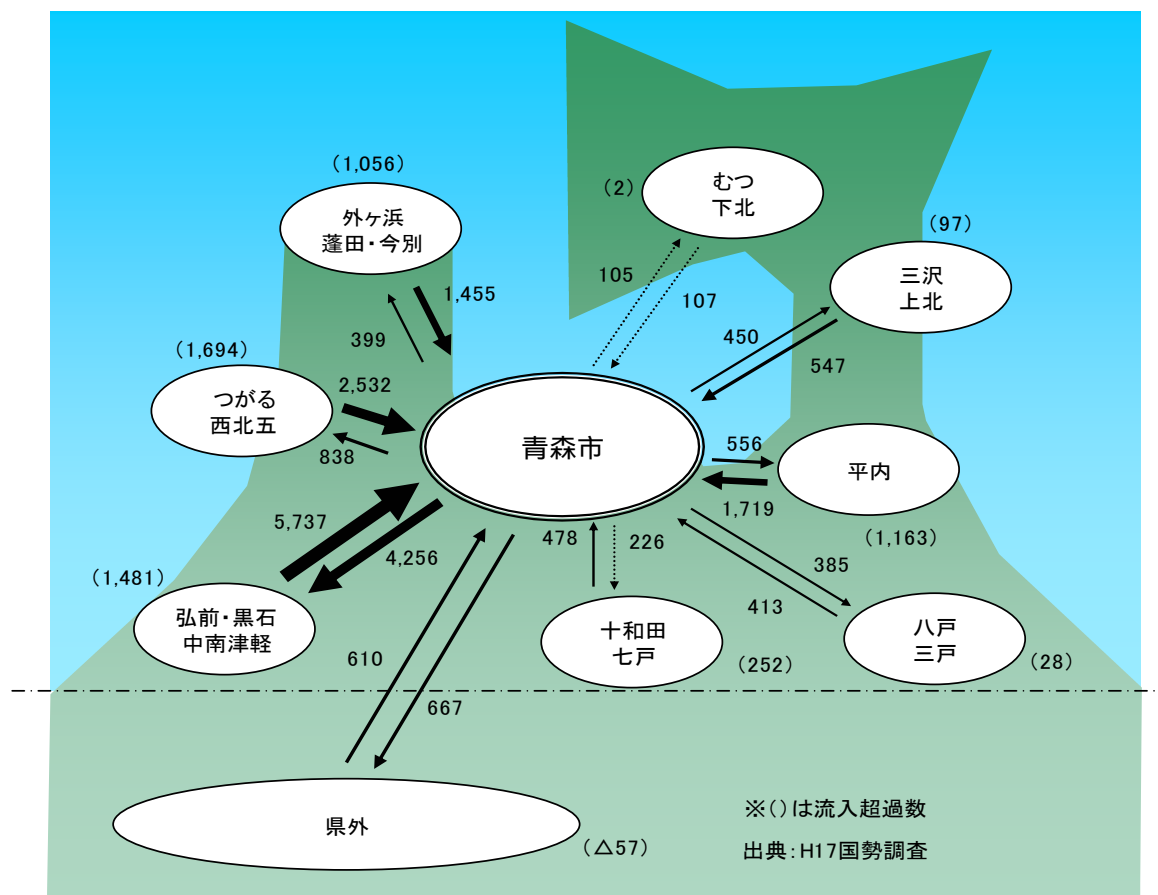 （1,056）
外ヶ浜
蓬田・今別
1,455
399
（2）
むつ
下北
105
107
（97）
三沢
上北
450
547
（1,694）
つがる
西北五
2,532
838
青森市
556
平内
1,719
（1,163）
5,737
4,256
（1,481）
弘前・黒石
中南津軽
478
226
十和田
七戸
（252）
385
413
八戸
三戸
（28）
610
667
県外
（△57）
※（）は流入超過数
出典：H17国勢調査